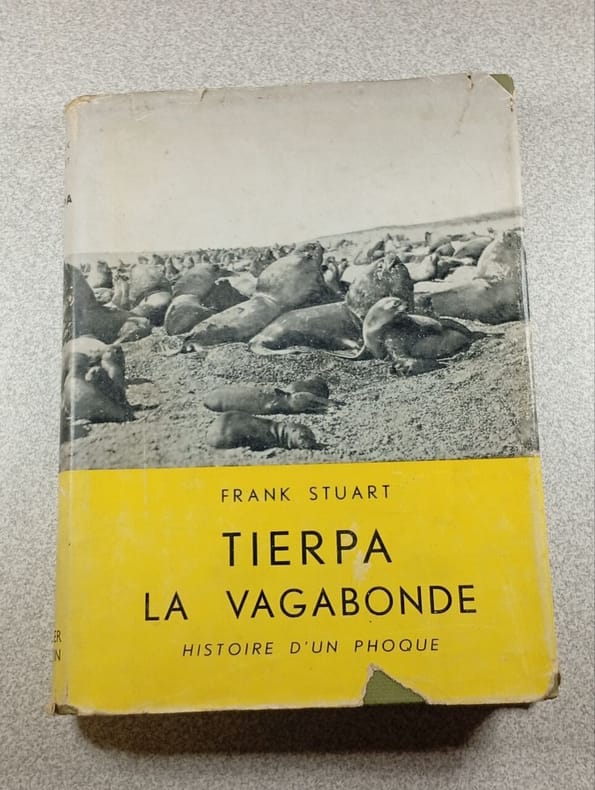 FRANK STUART
TIERPA
LA VAGABONDE
HISTOIRE D'UN PHOQUE